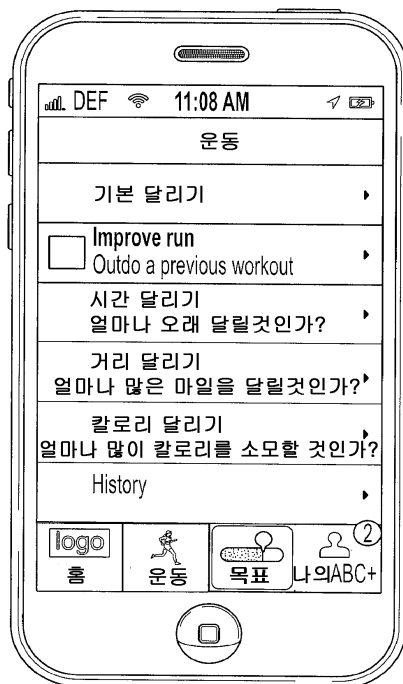 DEF 11:08 AM
운동
기본 달리기
Improve run
Outdo a previous workout
시간 달리기
얼마나 오래 달릴것인가?
거리 달리기
얼마나 많은 마일을 달릴것인가?
칼로리 달리기
얼마나 많이 칼로리를 소모할 것인가?
History
logo
2
홈 운동 목표 나의ABC+